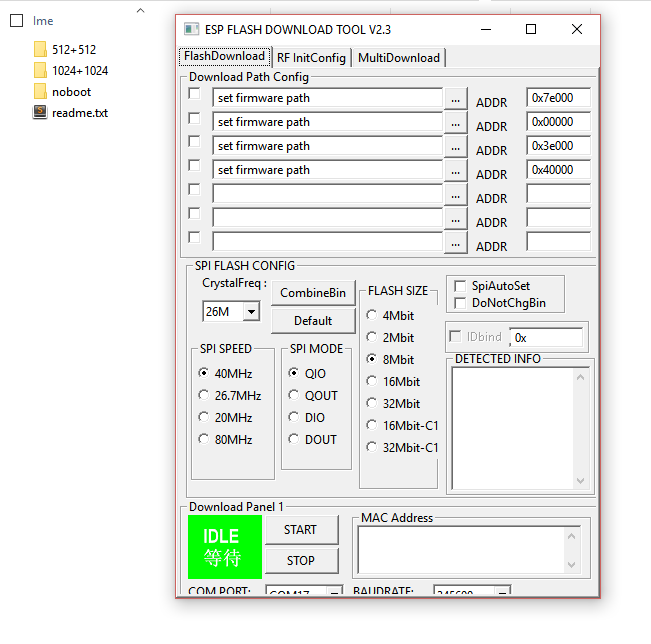 Ime
512+512
1024+1024
noboot
readme.txt
ESP FLASH DOWNLOAD TOOL V2.3
FlashDownload RF InitConfig MultiDownload
Download Path Config
set firmware path ... ADDR 0x7e000
set firmware path ... ADDR 0x00000
set firmware path ... ADDR 0x3e000
set firmware path ... ADDR 0x40000
... ADDR
... ADDR
... ADDR
SPI FLASH CONFIG
CrystalFreq :
26M
CombineBin
Default
SPI SPEED
40MHz
26.7MHz
20MHz
80MHz
SPI MODE
QIO
QOUT
DIO
DOUT
FLASH SIZE
4Mbit
2Mbit
8Mbit
16Mbit
32Mbit
16Mbit-C1
32Mbit-C1
SpiAutoSet
DoNotChgBin
IDbind 0x
DETECTED INFO
Download Panel 1
IDLE
等待
START
STOP
MAC Address
COM PORT:
BAUDRATE: